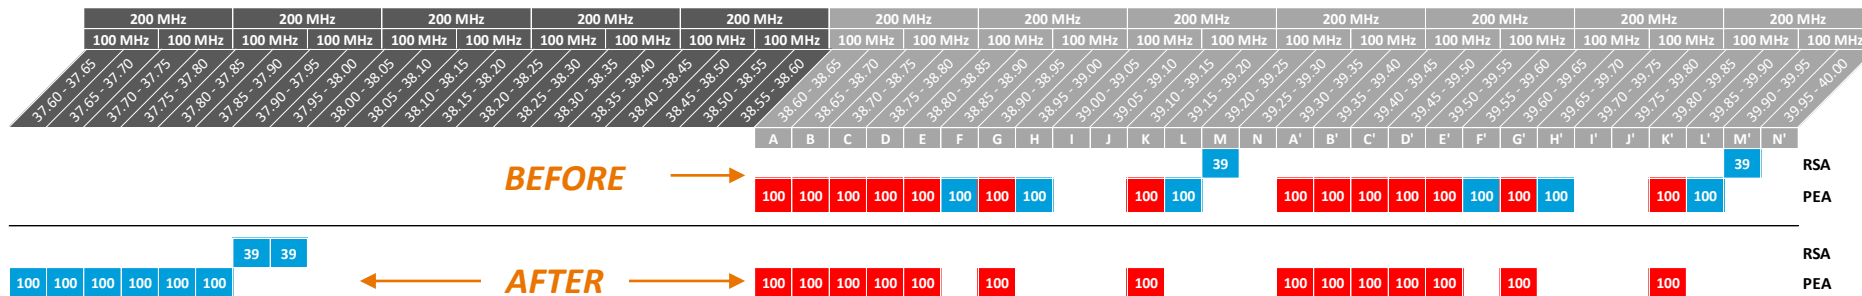 200 MHz 200 MHz 200 MHz 200 MHz 200 MHz 200 MHz 200 MHz 200 MHz 200 MHz 200 MHz 200 MHz 200 MHz
100 MHz 100 MHz 100 MHz 100 MHz 100 MHz 100 MHz 100 MHz 100 MHz 100 MHz 100 MHz 100 MHz 100 MHz 100 MHz 100 MHz 100 MHz 100 MHz 100 MHz 100 MHz 100 MHz 100 MHz 100 MHz 100 MHz 100 MHz 100 MHz
37.60 - 37.65
37.65 - 37.70
37.70 - 37.75
37.75 - 37.80
37.80 - 37.85
37.85 - 37.90
37.90 - 37.95
37.95 - 38.00
38.00 - 38.05
38.05 - 38.10
38.10 - 38.15
38.15 - 38.20
38.20 - 38.25
38.25 - 38.30
38.30 - 38.35
38.35 - 38.40
38.40 - 38.45
38.45 - 38.50
38.50 - 38.55
38.55 - 38.60
38.60 - 38.65
38.65 - 38.70
38.70 - 38.75
38.75 - 38.80
38.80 - 38.85
38.85 - 38.90
38.90 - 38.95
38.95 - 39.00
39.00 - 39.05
39.05 - 39.10
39.10 - 39.15
39.15 - 39.20
39.20 - 39.25
39.25 - 39.30
39.30 - 39.35
39.35 - 39.40
39.40 - 39.45
39.45 - 39.50
39.50 - 39.55
39.55 - 39.60
39.60 - 39.65
39.65 - 39.70
39.70 - 39.75
39.75 - 39.80
39.80 - 39.85
39.85 - 39.90
39.90 - 39.95
39.95 - 40.00
A B C D E F G H I J K L M N A' B' C' D' E' F' G' H' I' J' K' L' M' N'
39 39 RSA
BEFORE
100 100 100 100 100 100 100 100 100 100 100 100 100 100 100 100 100 100 100 100 PEA
39 39 RSA
AFTER
100 100 100 100 100 100 100 100 100 100 100 100 100 100 100 100 100 100 100 100 PEA